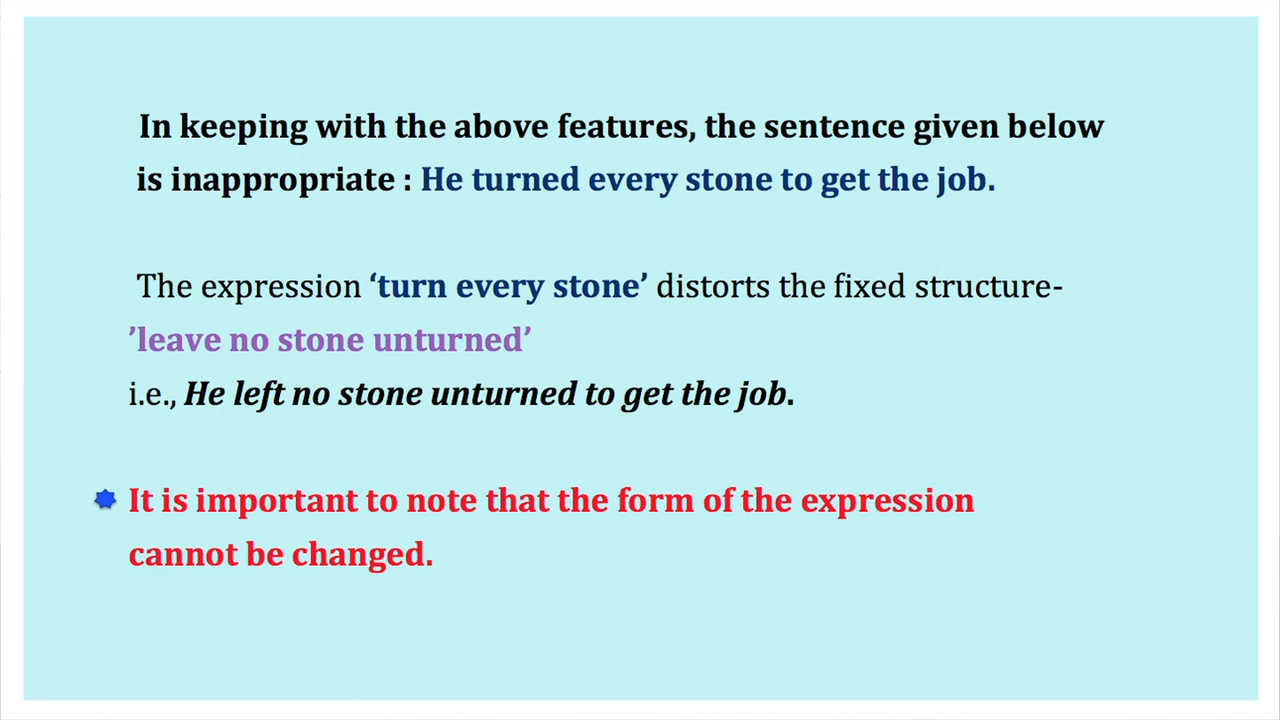 In keeping with the above features, the sentence given below
is inappropriate : He turned every stone to get the job.
The expression ‘turn every stone’ distorts the fixed structure-
’leave no stone unturned’
i.e., He left no stone unturned to get the job.
It is important to note that the form of the expression
cannot be changed.